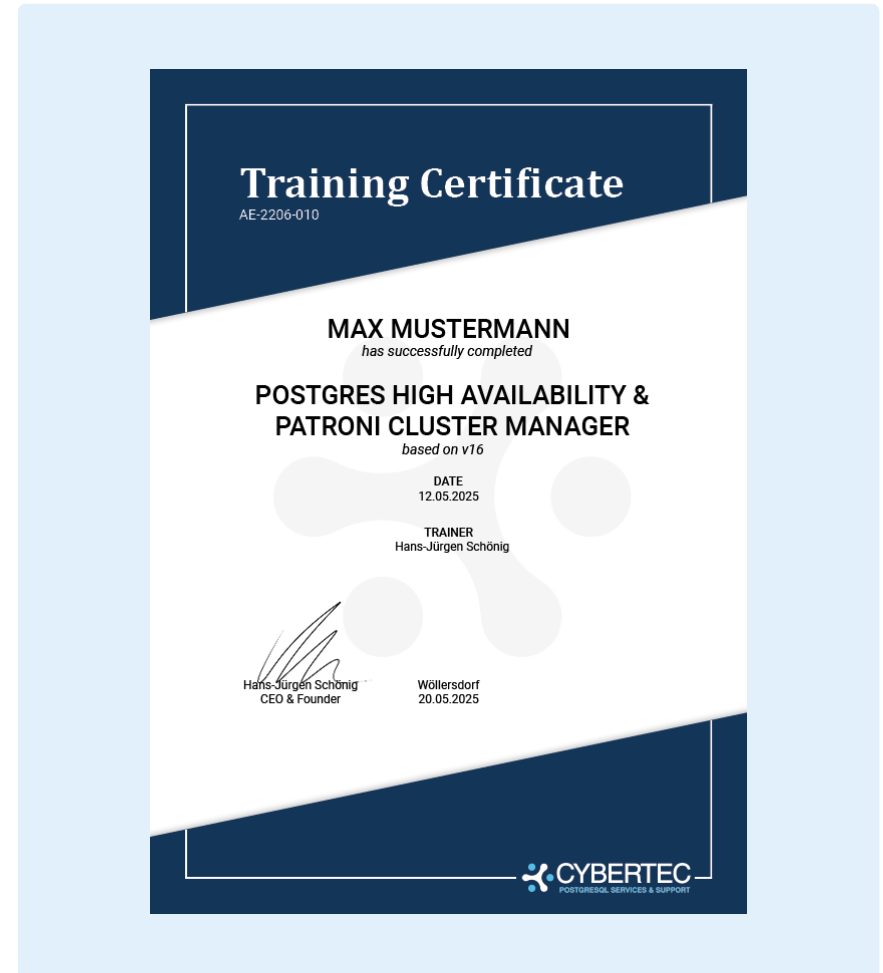 Training Certificate
AE-2206-010
MAX MUSTERMANN
has successfully completed
POSTGRES HIGH AVAILABILITY &
PATRONI CLUSTER MANAGER
based on v16
DATE
12.05.2025
TRAINER
Hans-Jürgen Schönig
Hans-Jürgen Schönig
CEO & Founder
Wöllersdorf
20.05.2025
CYBERTEC
POSTGRESQL SERVICES & SUPPORT